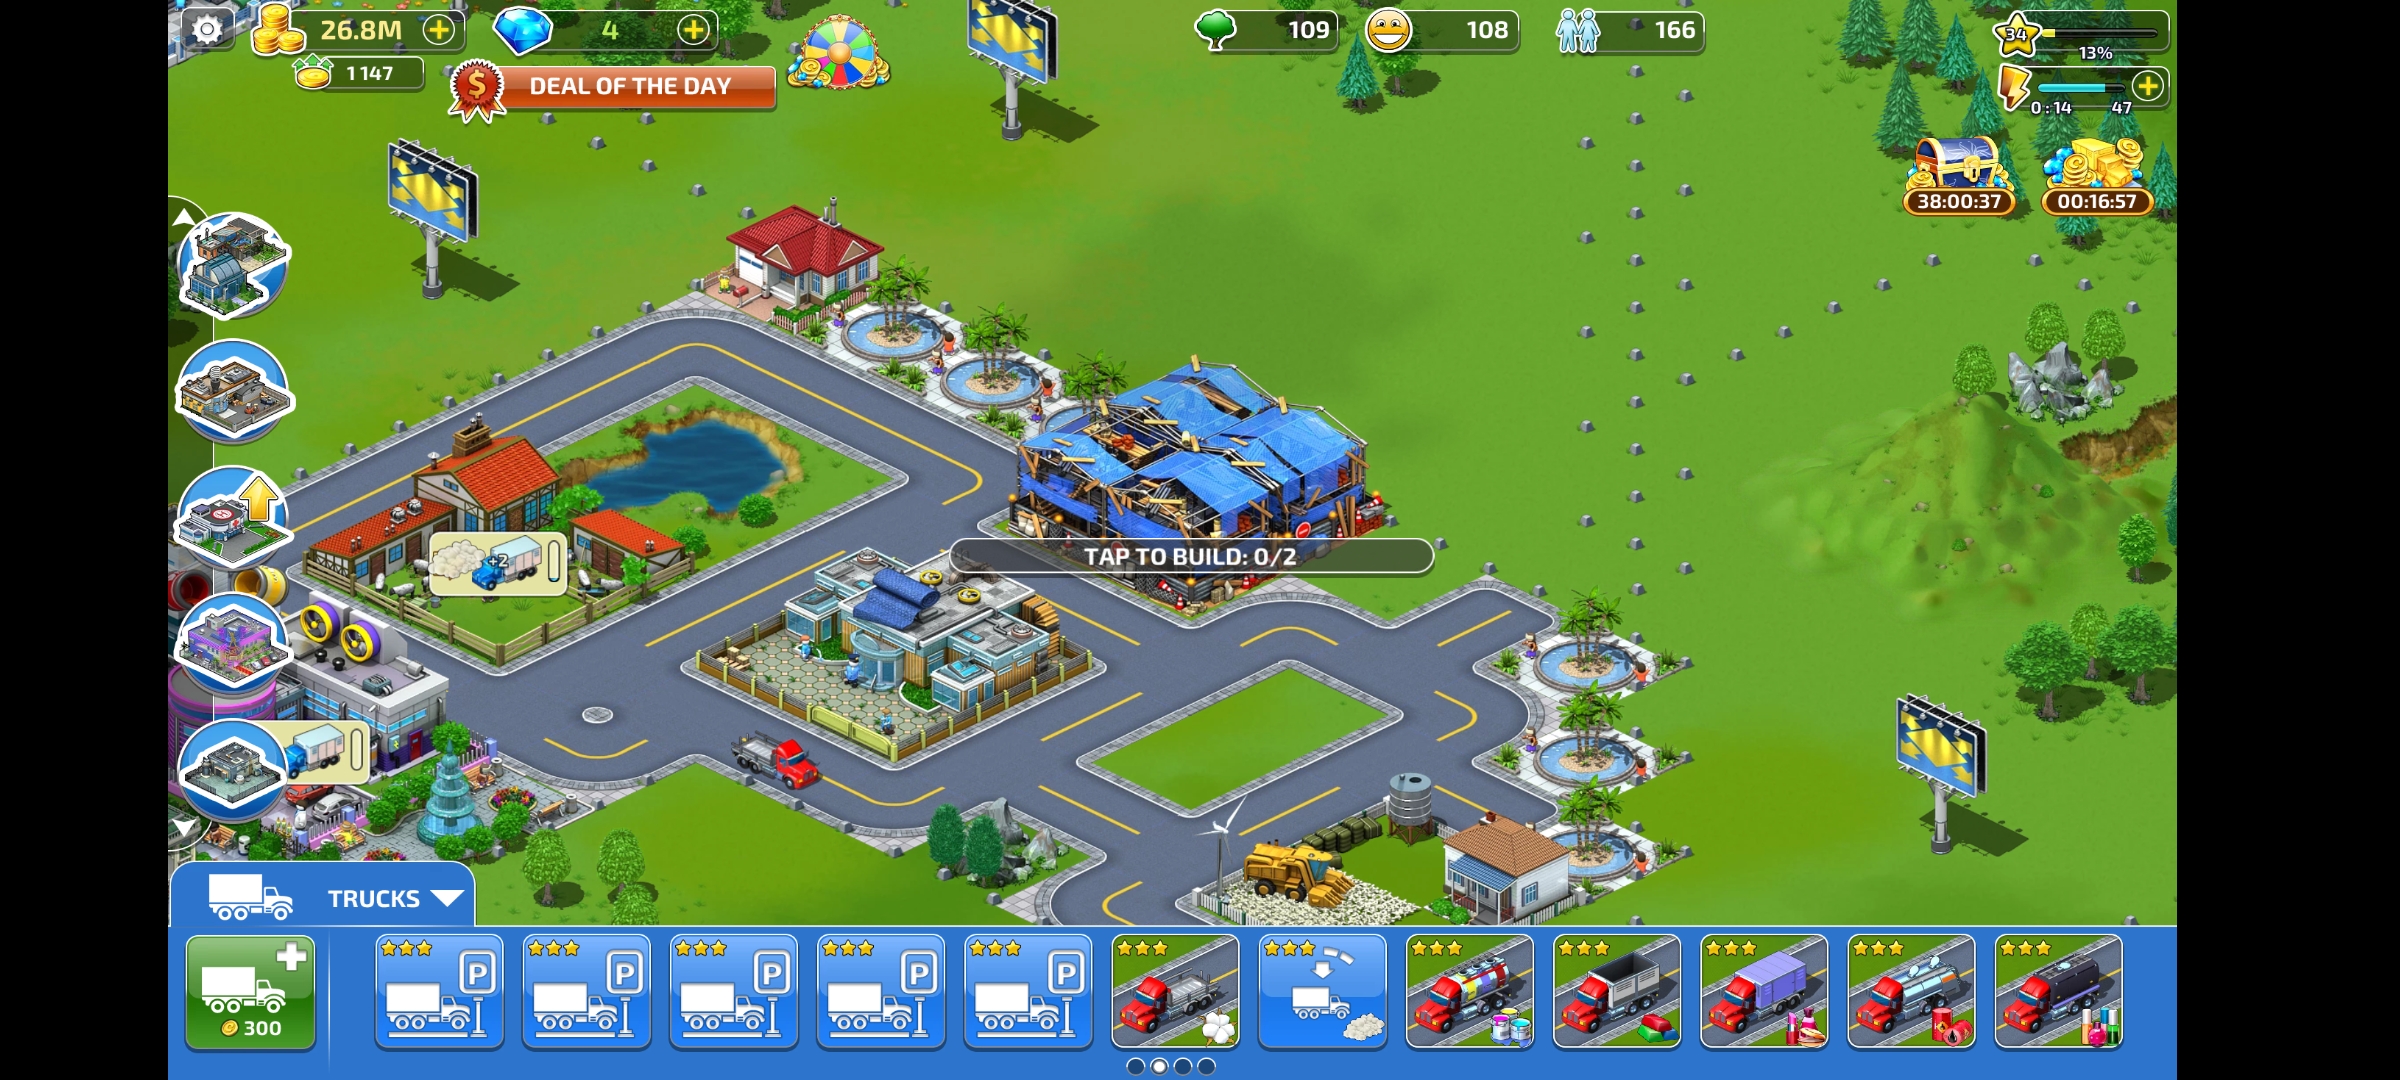 26.8M
4
109
108
166
34
13%
1147
DEAL OF THE DAY
0:14
47
38:00:37
00:16:57
+2
TAP TO BUILD: 0/2
TRUCKS
300
P
P
P
P
P